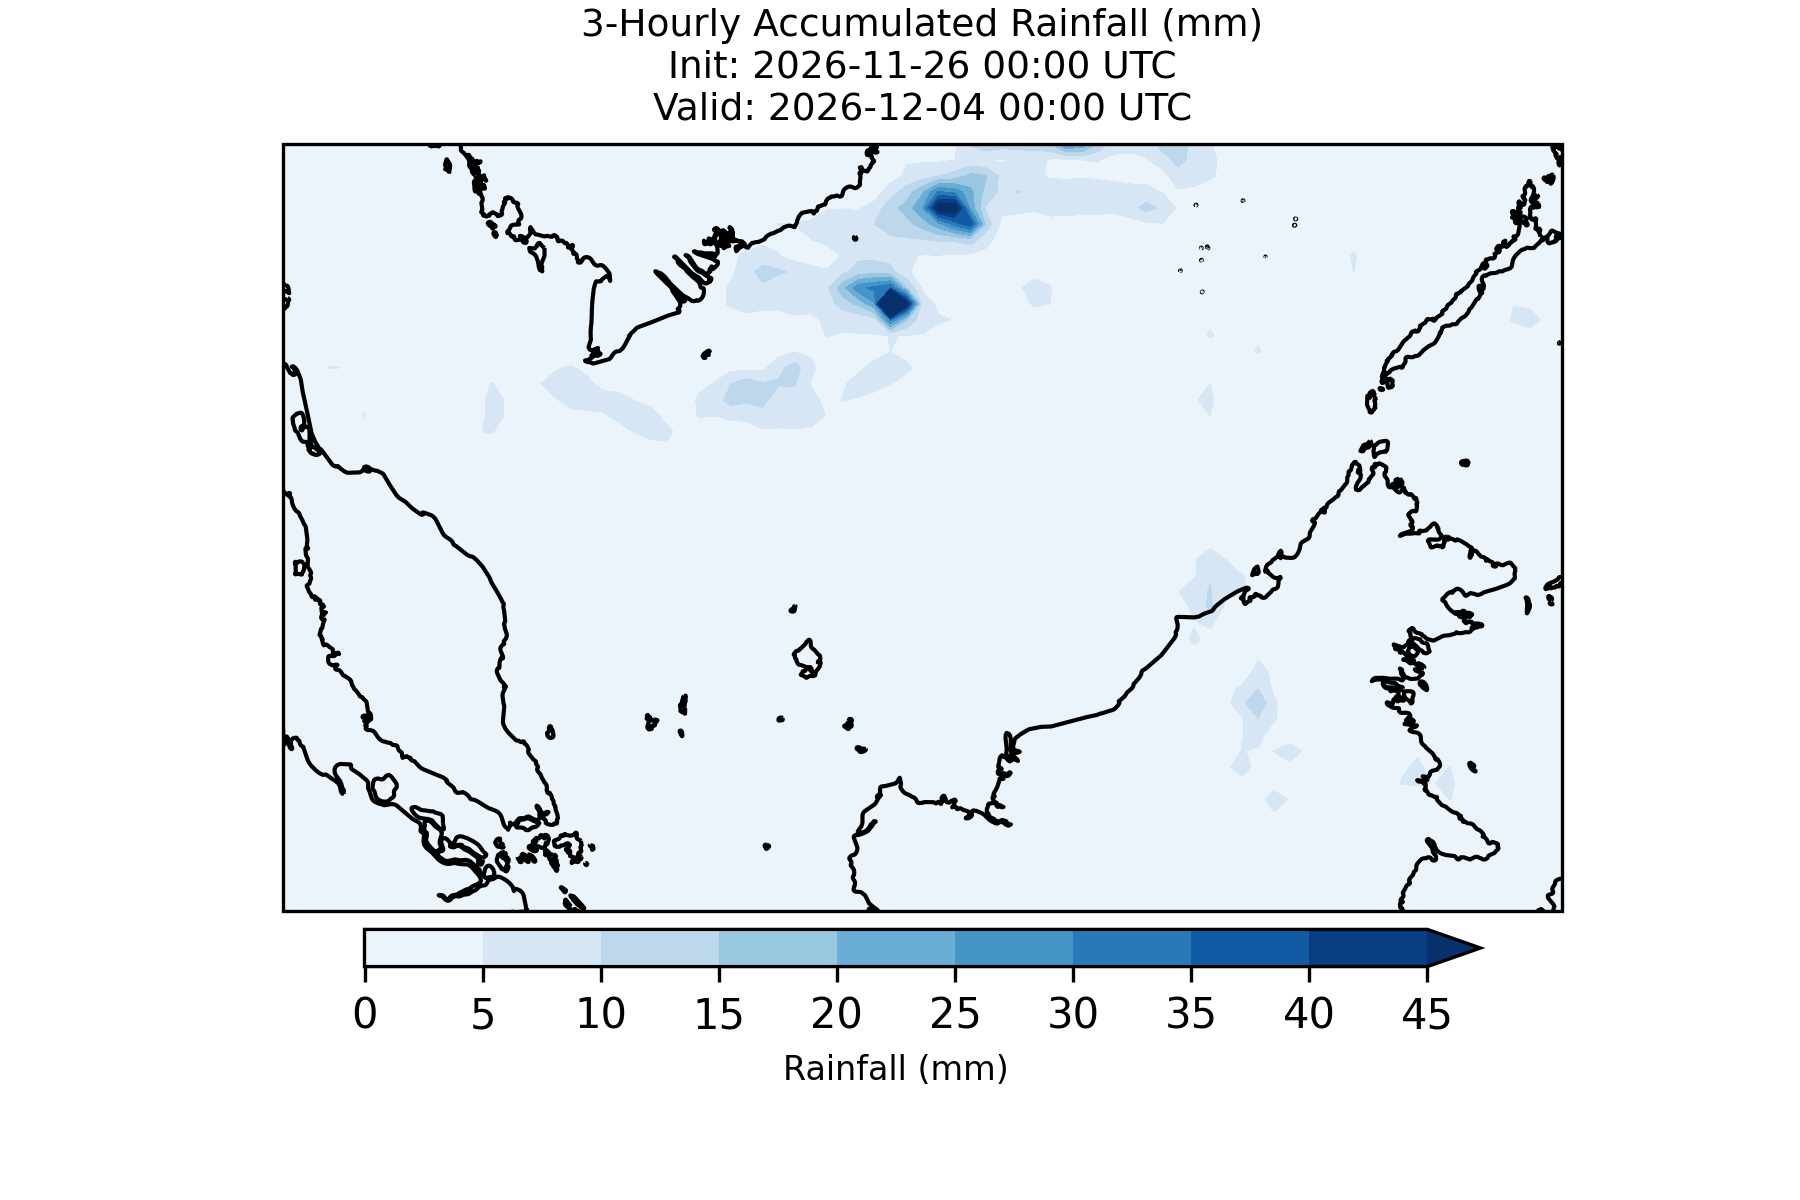 3-Hourly Accumulated Rainfall (mm)
Init: 2026-11-26 00:00 UTC
Valid: 2026-12-04 00:00 UTC
0 5 10 15 20 25 30 35 40 45
Rainfall (mm)